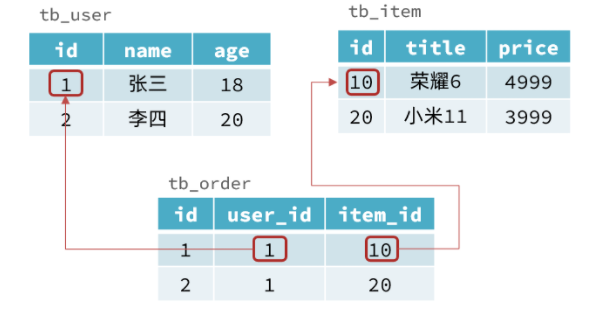 tb_user
id name age
1 张三 18
2 李四 20
tb_item
id title price
10 荣耀6 4999
20 小米11 3999
tb_order
id user_id item_id
1 1 10
2 1 20